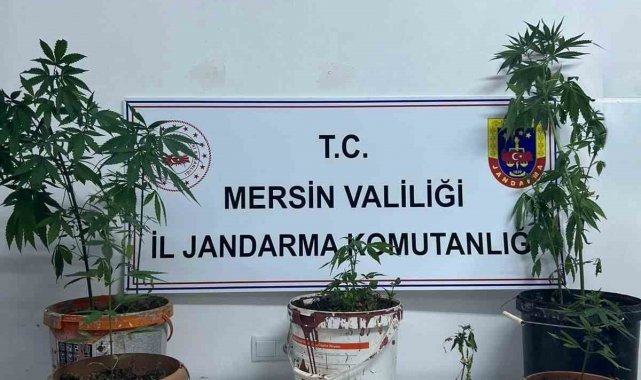 T.C.
MERSİN VALİLİĞİ
İL JANDARMA KOMUTANLIĞ
JANDARMA